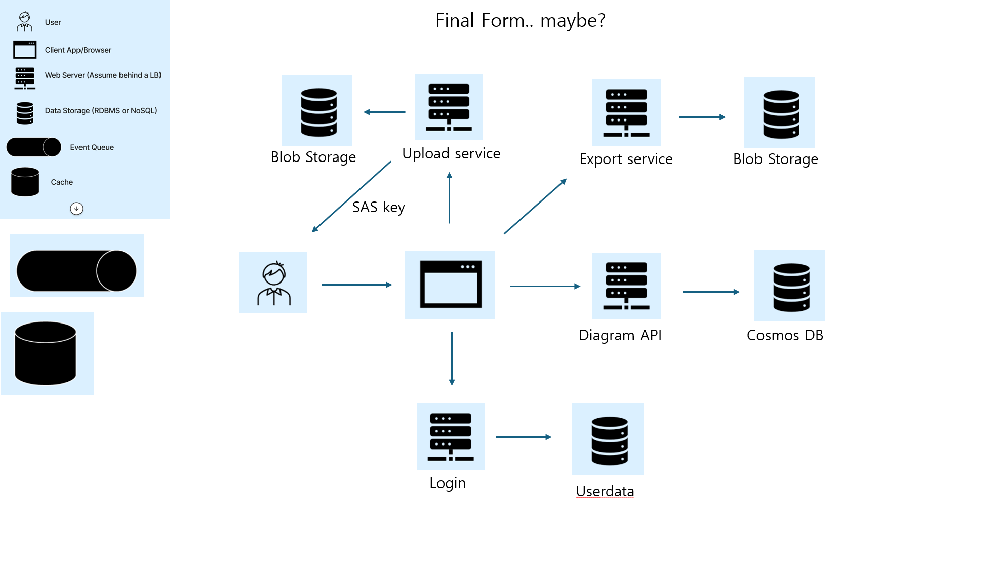 Final Form.. maybe?
User
Client App/Browser
Web Server (Assume behind a LB)
Data Storage (RDBMS or NoSQL)
Event Queue
Cache
Blob Storage
Upload service
Export service
Blob Storage
SAS key
Diagram API
Cosmos DB
Login
Userdata